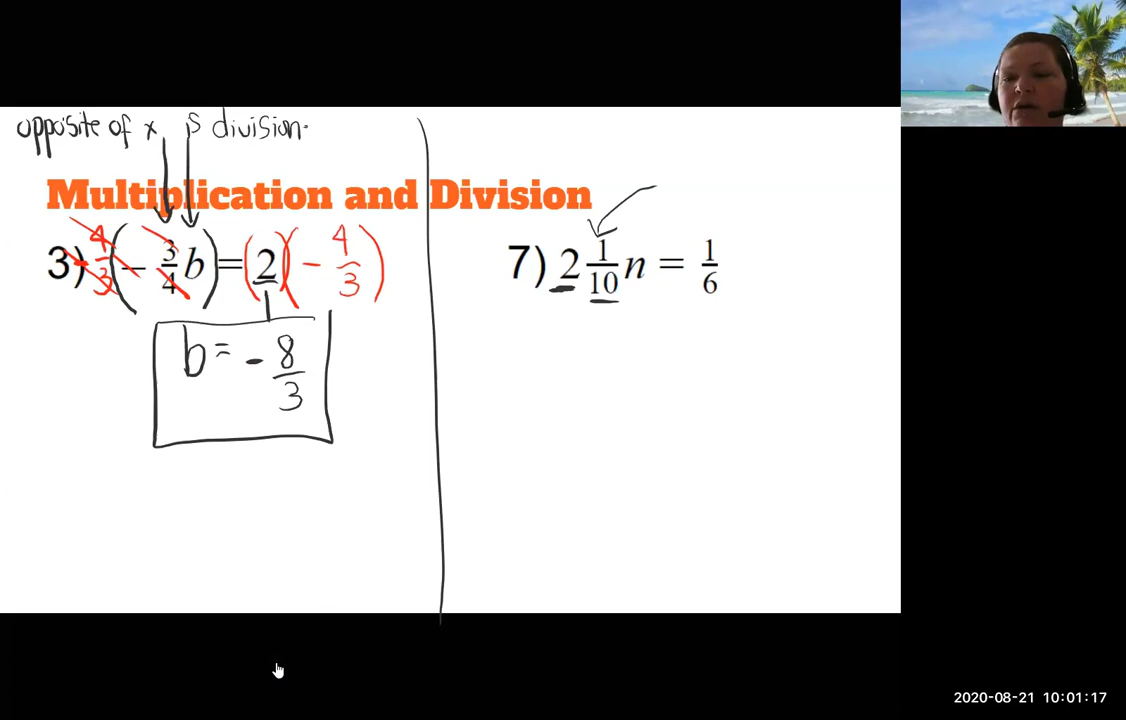 opposite of x is division.
Multiplication and Division
3) 4/3 (- 3/4 b) = (2)(- 4/3)
1
b = - 8/3
7) 2 1/10 n = 1/6
2020-08-21 10:01:17